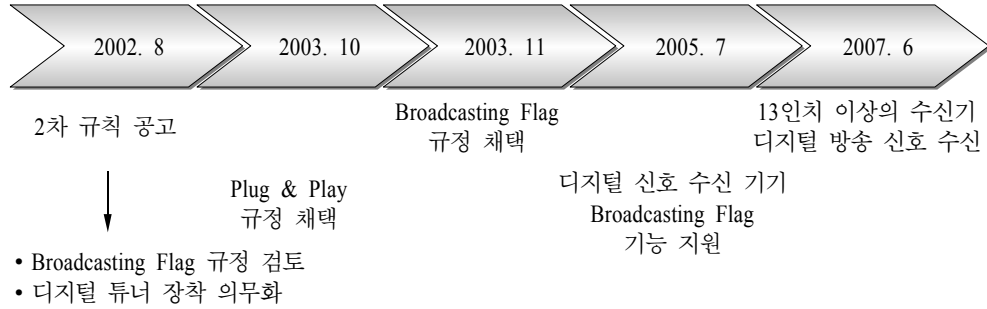 2002. 8
2003. 10
2003. 11
2005. 7
2007. 6
2차 규칙 공고
Broadcasting Flag
규정 채택
13인치 이상의 수신기
디지털 방송 신호 수신
Plug & Play
규정 채택
디지털 신호 수신 기기
Broadcasting Flag
기능 지원
• Broadcasting Flag 규정 검토
• 디지털 튜너 장착 의무화